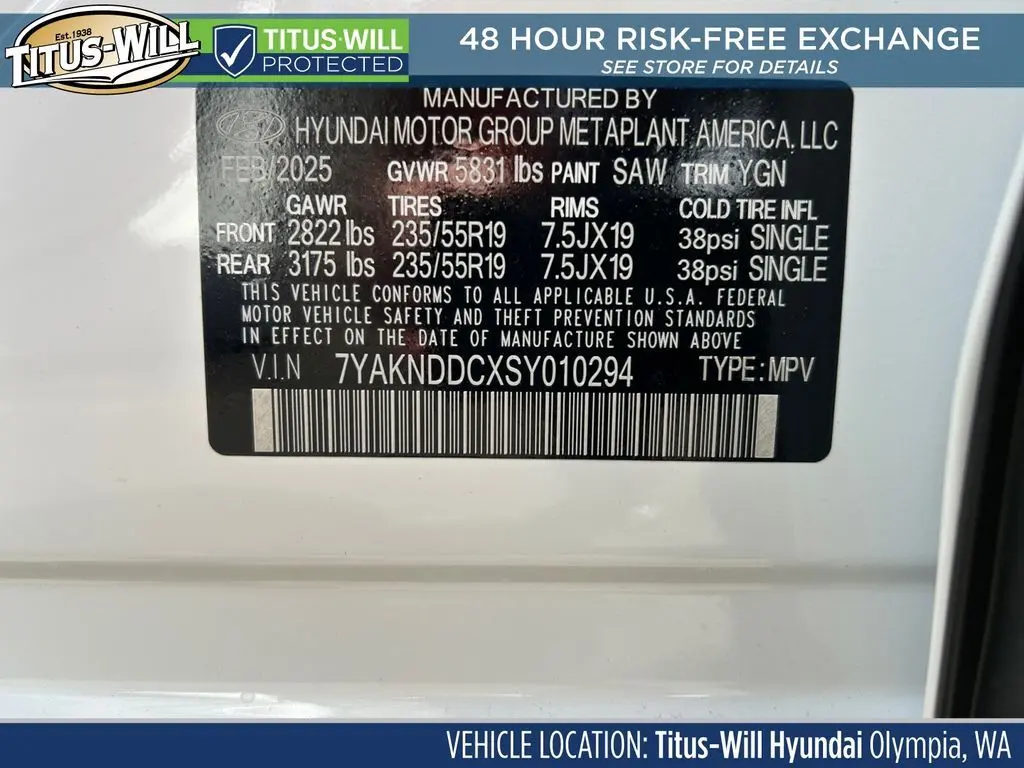 Est. 1938
TITUS-WILL
TITUS-WILL
PROTECTED
48 HOUR RISK-FREE EXCHANGE
SEE STORE FOR DETAILS
MANUFACTURED BY
HYUNDAI MOTOR GROUP METAPLANT AMERICA, LLC
FEB/2025 GVWR 5831 lbs PAINT SAW TRIM YGN
GAWR TIRES RIMS COLD TIRE INFL
FRONT 2822 lbs 235/55R19 7.5JX19 38psi SINGLE
REAR 3175 lbs 235/55R19 7.5JX19 38psi SINGLE
THIS VEHICLE CONFORMS TO ALL APPLICABLE U.S.A. FEDERAL
MOTOR VEHICLE SAFETY AND THEFT PREVENTION STANDARDS
IN EFFECT ON THE DATE OF MANUFACTURE SHOWN ABOVE
V.I.N 7YAKNDDCXSY010294 TYPE: MPV
VEHICLE LOCATION: Titus-Will Hyundai Olympia, WA